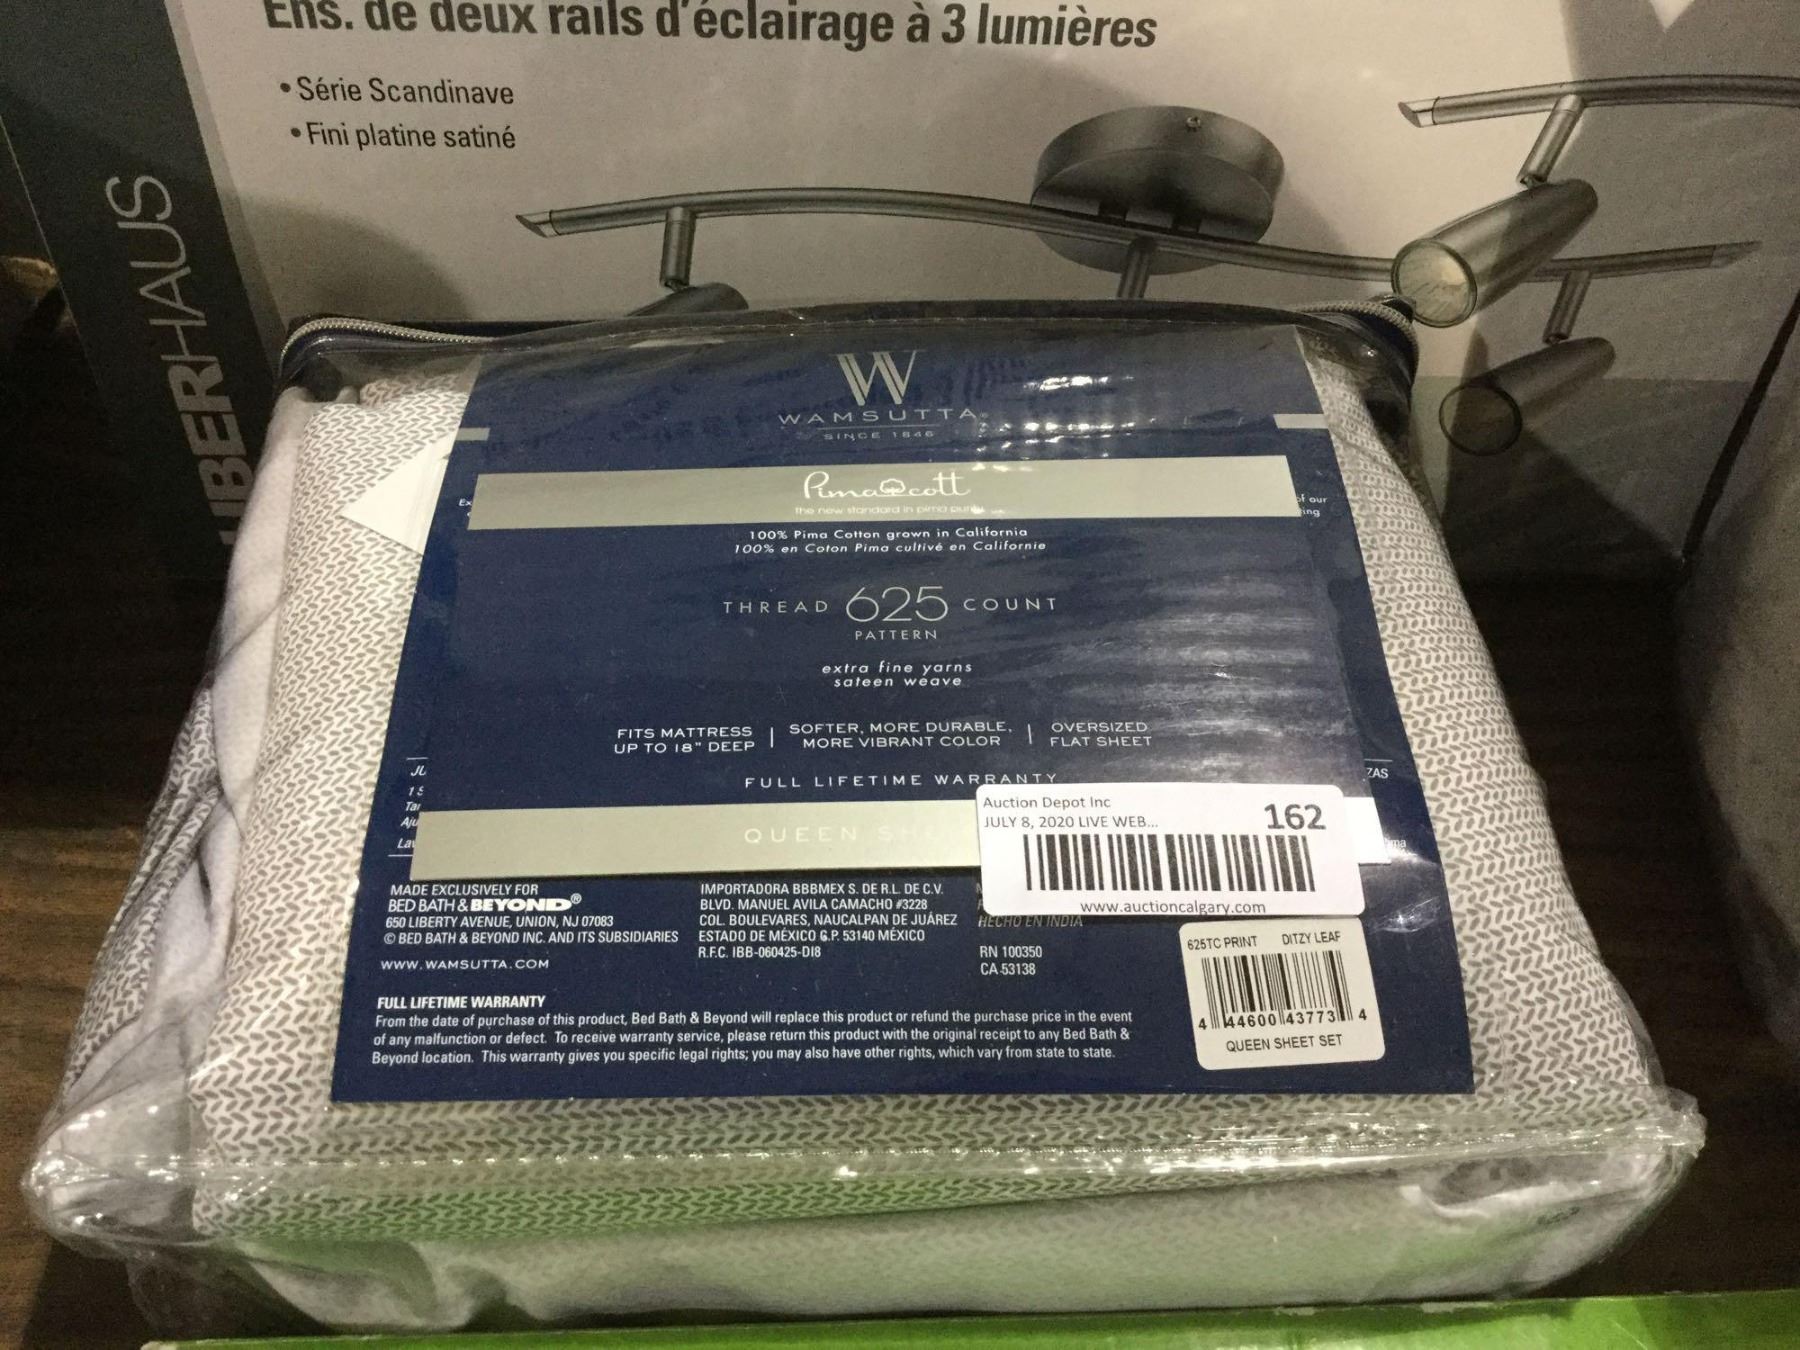 Ens. de deux rails d'éclairage à 3 lumières
• Série Scandinave
• Fini platine satiné
UBERHAUS
W
WAMSUTTA®
SINCE 1846
Pimacott
the new standard in pima
100% Pima Cotton grown in California
100% en Coton Pima cultivé en Californie
THREAD 625 COUNT
PATTERN
extra fine yarns
sateen weave
FITS MATTRESS
UP TO 18" DEEP
SOFTER, MORE DURABLE,
MORE VIBRANT COLOR
OVERSIZED
FLAT SHEET
FULL LIFETIME WARRANTY
QUEEN
Auction Depot Inc
JULY 8, 2020 LIVE WEB...
162
www.auctioncalgary.com
of our
MADE EXCLUSIVELY FOR
BED BATH & BEYOND®
650 LIBERTY AVENUE, UNION, NJ 07083
© BED BATH & BEYOND INC. AND ITS SUBSIDIARIES
WWW.WAMSUTTA.COM
IMPORTADORA BBBMEX S. DE R.L. DE C.V.
BLVD. MANUEL AVILA CAMACHO #3228
COL. BOULEVARES, NAUCALPAN DE JUÁREZ
ESTADO DE MÉXICO C.P. 53140 MÉXICO
R.F.C. IBB-060425-DI8
HECHO EN INDIA
RN 100350
CA 53138
625TC PRINT DITZY LEAF
4 44600 43773 4
QUEEN SHEET SET
FULL LIFETIME WARRANTY
From the date of purchase of this product, Bed Bath & Beyond will replace this product or refund the purchase price in the event
of any malfunction or defect. To receive warranty service, please return this product with the original receipt to any Bed Bath &
Beyond location. This warranty gives you specific legal rights; you may also have other rights, which vary from state to state.